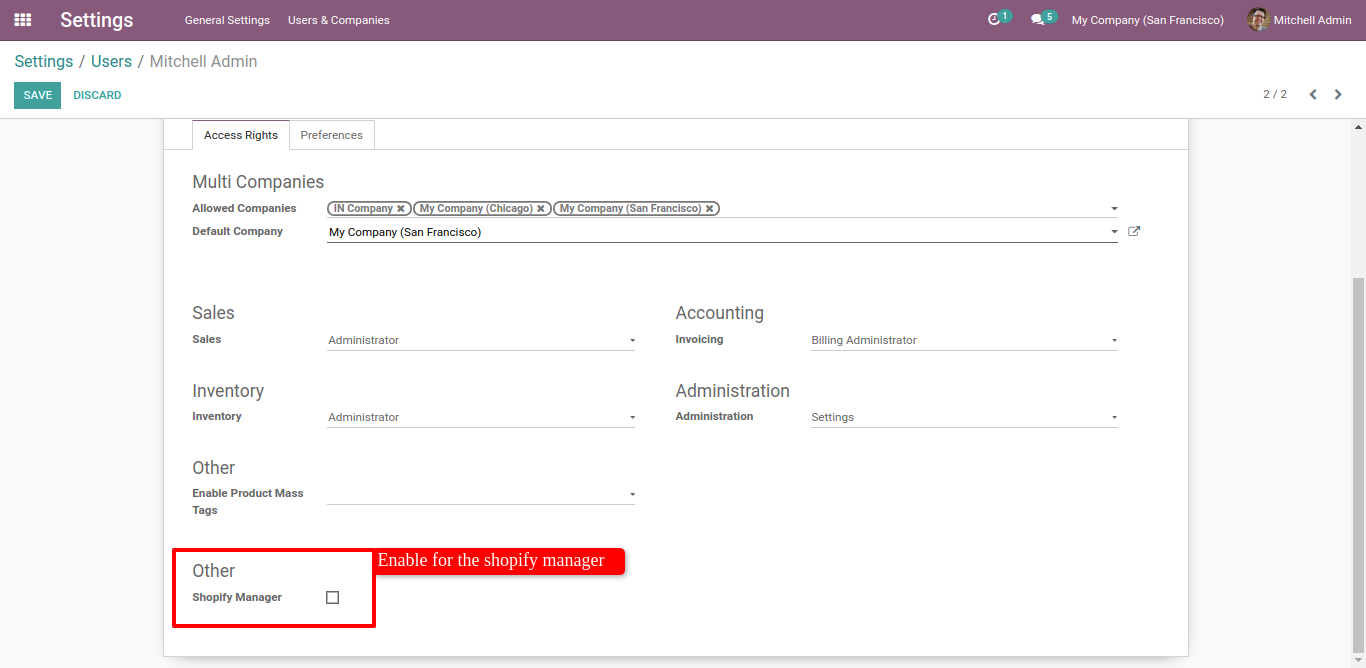 Settings General Settings Users & Companies 1 5 My Company (San Francisco) Mitchell Admin
Settings / Users / Mitchell Admin
SAVE DISCARD 2 / 2
Access Rights Preferences
Multi Companies
Allowed Companies IN Company ✖ My Company (Chicago) ✖ My Company (San Francisco) ✖
Default Company My Company (San Francisco)
Sales Accounting
Sales Administrator Invoicing Billing Administrator
Inventory Administration
Inventory Administrator Administration Settings
Other
Enable Product Mass
Tags
Enable for the shopify manager
Other
Shopify Manager